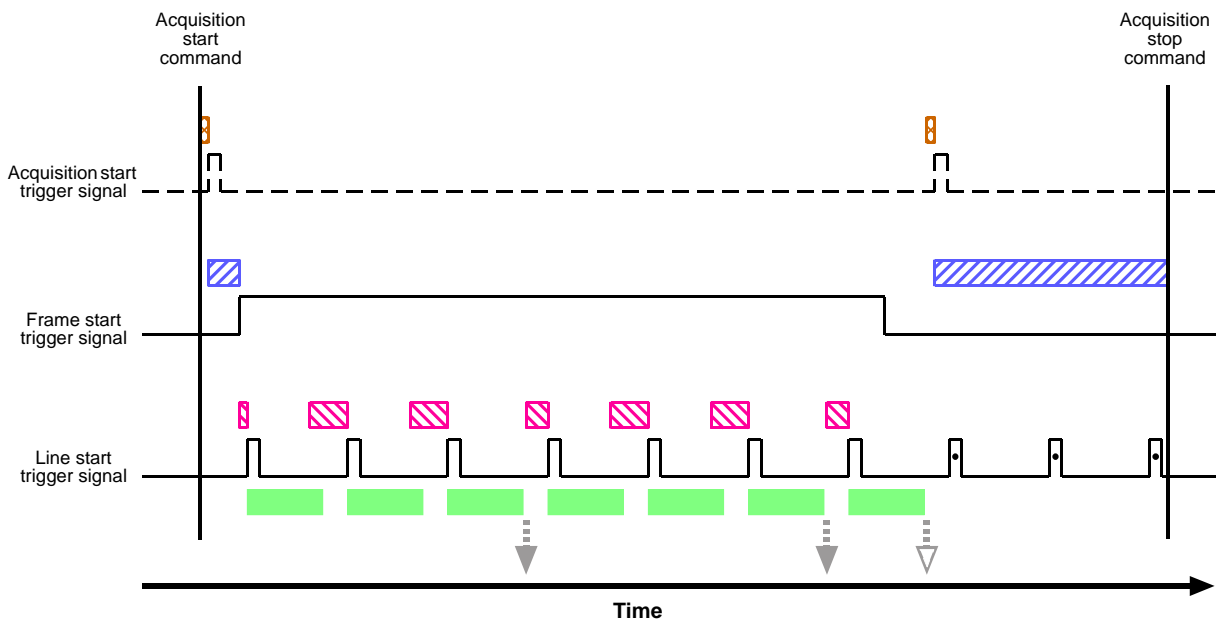 Acquisition
start
command
Acquisition
stop
command
Acquisition start
trigger signal
Frame start
trigger signal
Line start
trigger signal
Time